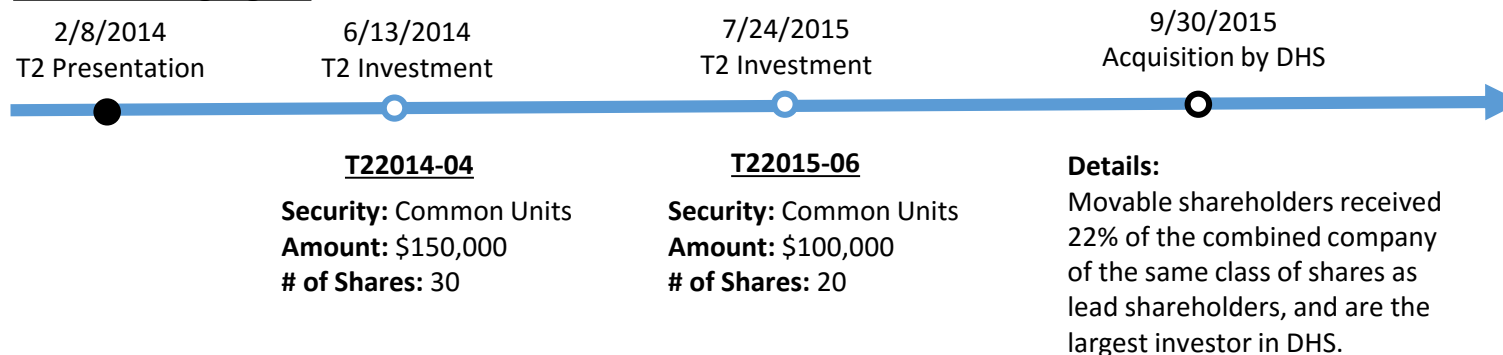 2/8/2014
T2 Presentation
6/13/2014
T2 Investment
7/24/2015
T2 Investment
9/30/2015
Acquisition by DHS
T22014-04
Security: Common Units
Amount: $150,000
# of Shares: 30
T22015-06
Security: Common Units
Amount: $100,000
# of Shares: 20
Details:
Movable shareholders received
22% of the combined company
of the same class of shares as
lead shareholders, and are the
largest investor in DHS.